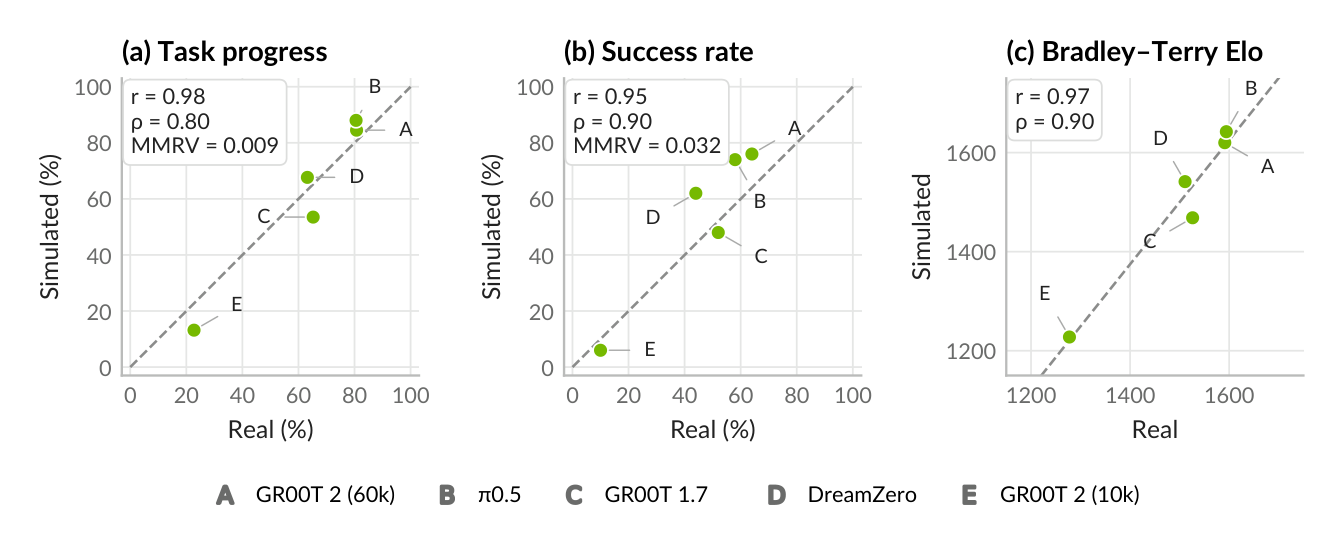 (a) Task progress
r = 0.98
ρ = 0.80
MMRV = 0.009
100
80
60
40
20
0
0 20 40 60 80 100
Simulated (%)
Real (%)
B
A
D
C
E
(b) Success rate
r = 0.95
ρ = 0.90
MMRV = 0.032
100
80
60
40
20
0
0 20 40 60 80 100
Simulated (%)
Real (%)
A
B
D
C
E
(c) Bradley–Terry Elo
r = 0.97
ρ = 0.90
1600
1400
1200
1200 1400 1600
Simulated
Real
B
D
A
C
E
A GR00T 2 (60k) B π0.5 C GR00T 1.7 D DreamZero E GR00T 2 (10k)